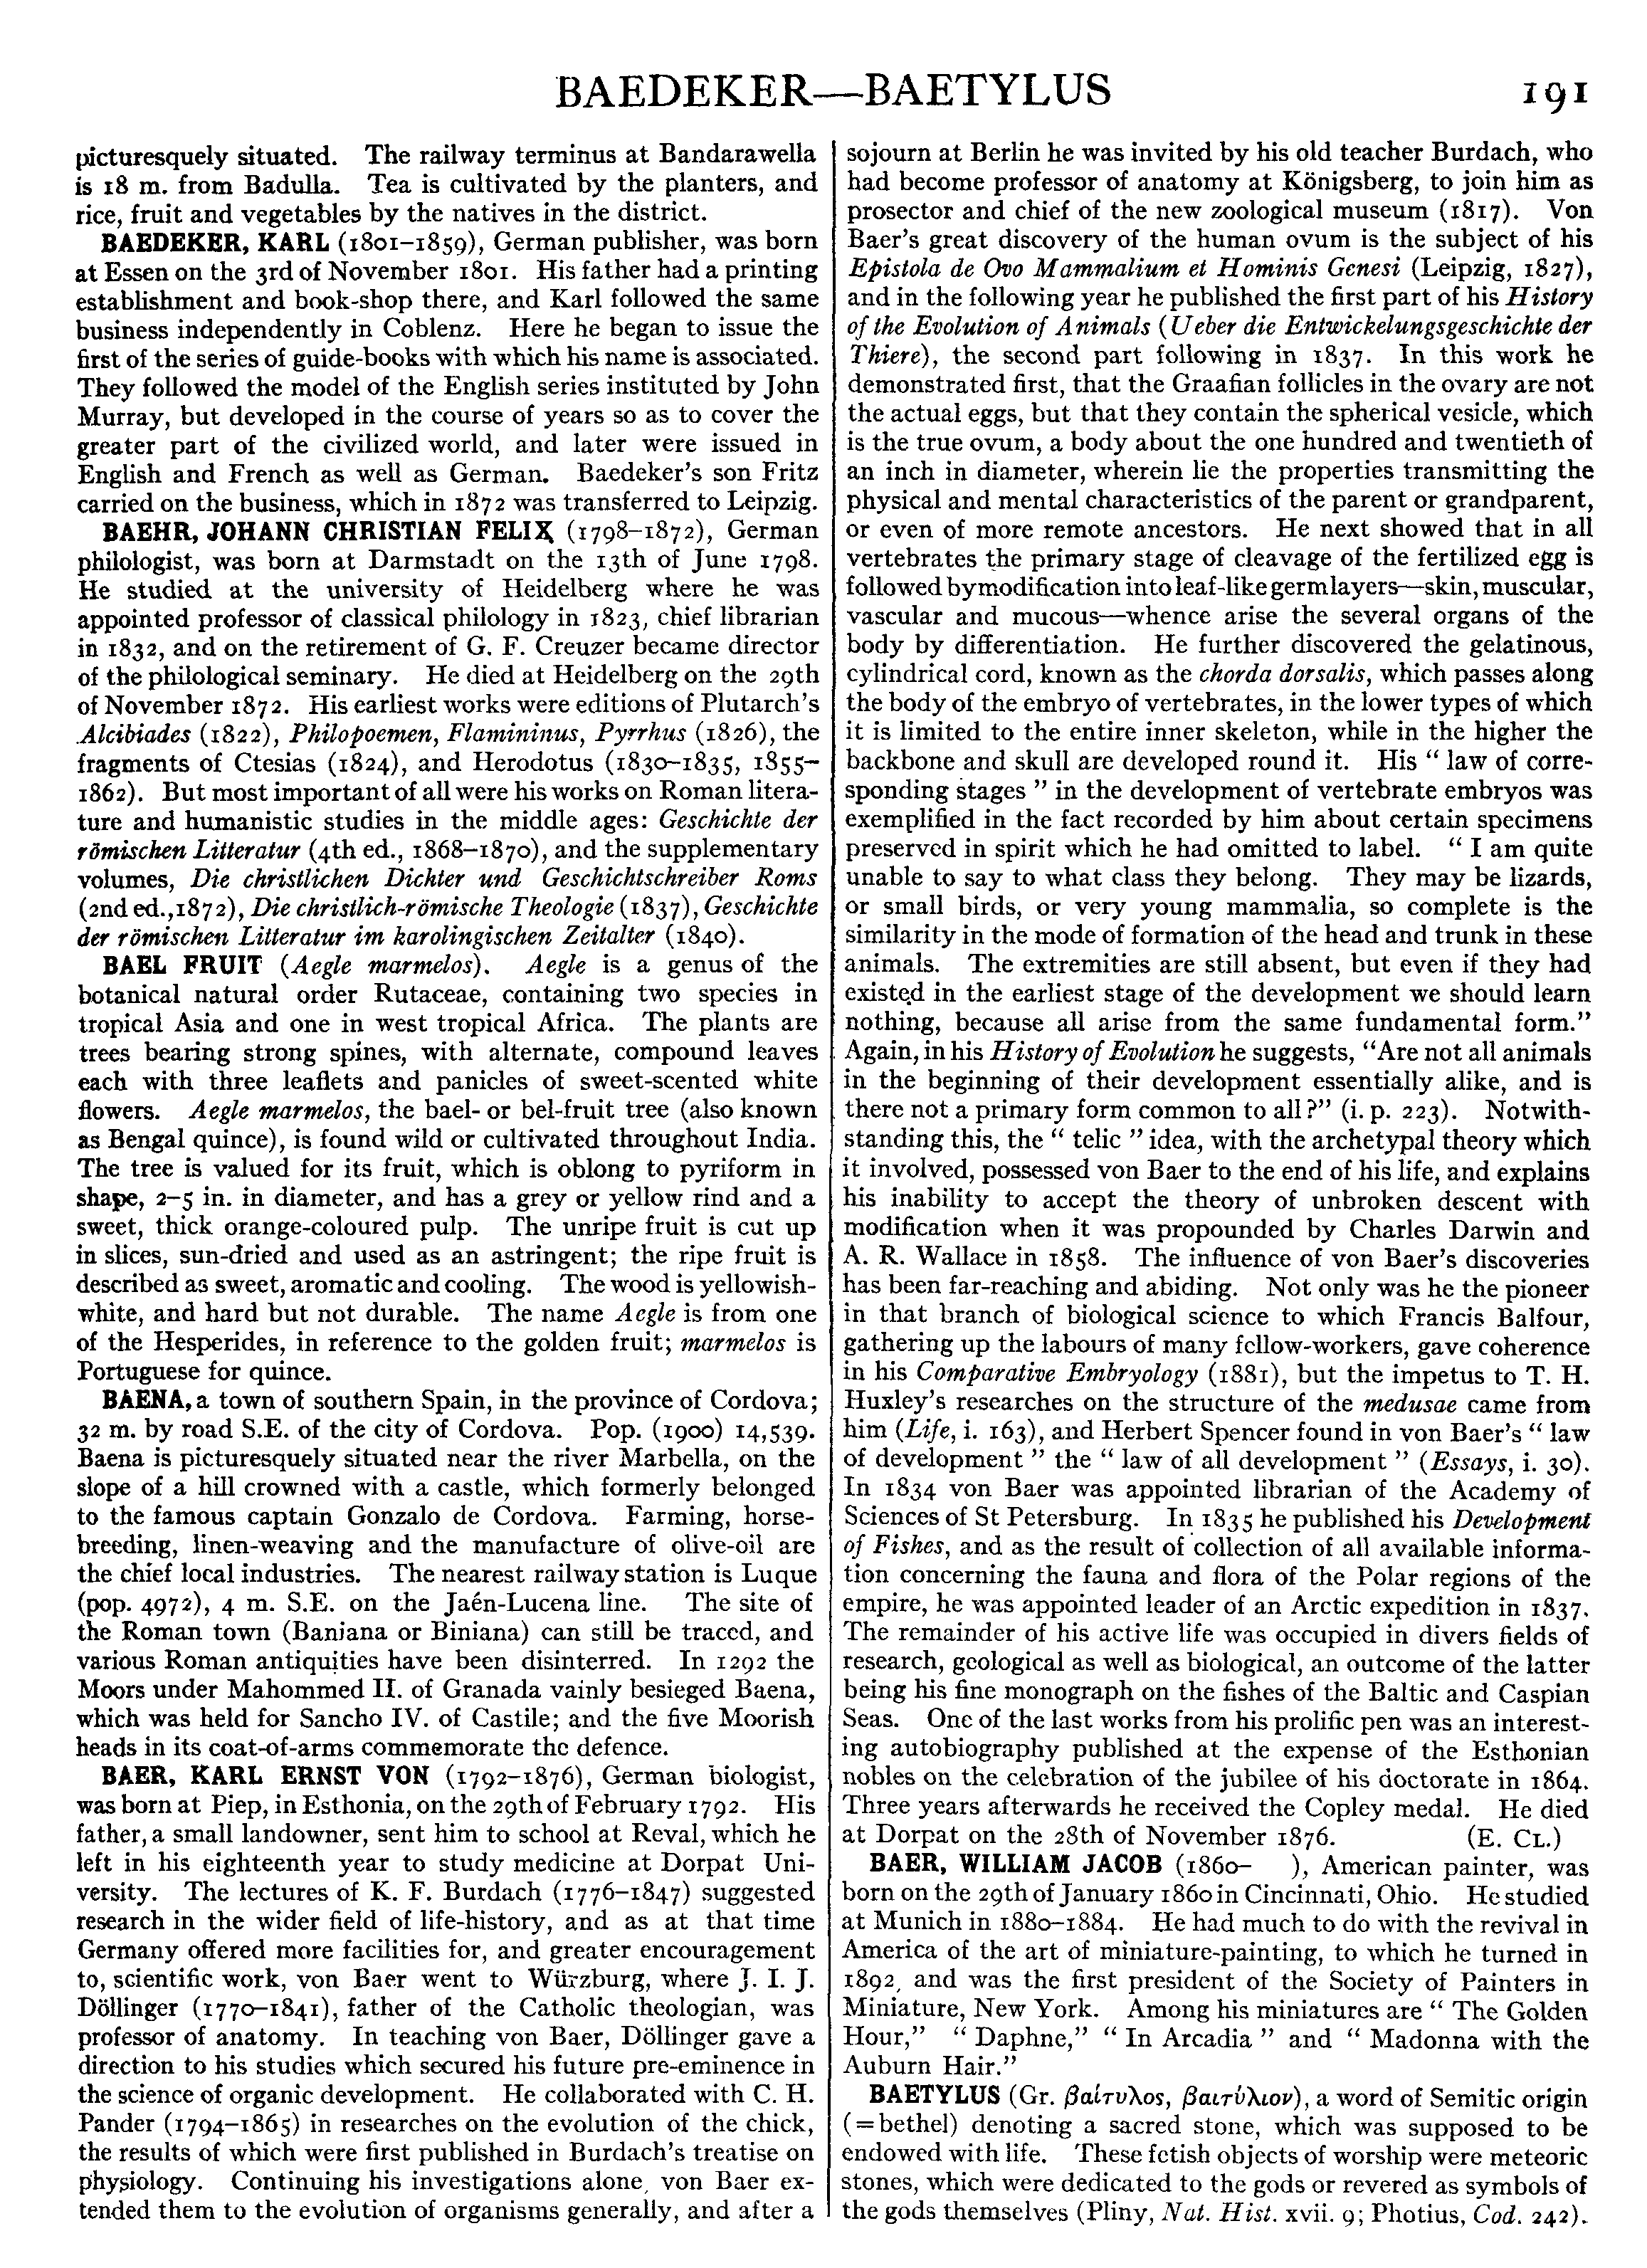 BAEDEKER—BAETYLUS
191
picturesquely situated. The railway terminus at Bandarawella
is 18 m. from Badulla. Tea is cultivated by the planters, and
rice, fruit and vegetables by the natives in the district.
BAEDEKER, KARL (1801–1859), German publisher, was born
at Essen on the 3rd of November 1801. His father had a printing
establishment and book-shop there, and Karl followed the same
business independently in Coblenz. Here he began to issue the
first of the series of guide-books with which his name is associated.
They followed the model of the English series instituted by John
Murray, but developed in the course of years so as to cover the
greater part of the civilized world, and later were issued in
English and French as well as German. Baedeker's son Fritz
carried on the business, which in 1872 was transferred to Leipzig.
BAEHR, JOHANN CHRISTIAN FELIX (1798–1872), German
philologist, was born at Darmstadt on the 13th of June 1798.
He studied at the university of Heidelberg where he was
appointed professor of classical philology in 1823, chief librarian
in 1832, and on the retirement of G. F. Creuzer became director
of the philological seminary. He died at Heidelberg on the 29th
of November 1872. His earliest works were editions of Plutarch's
Alcibiades (1822), Philopoemen, Flamininus, Pyrrhus (1826), the
fragments of Ctesias (1824), and Herodotus (1830–1835, 1855–
1862). But most important of all were his works on Roman litera-
ture and humanistic studies in the middle ages: Geschichte der
römischen Litteratur (4th ed., 1868–1870), and the supplementary
volumes, Die christlichen Dichter und Geschichtschreiber Roms
(2nd ed., 1872), Die christlich-römische Theologie (1837), Geschichte
der römischen Litteratur im karolingischen Zeitalter (1840).
BAEL FRUIT (Aegle marmelos). Aegle is a genus of the
botanical natural order Rutaceae, containing two species in
tropical Asia and one in west tropical Africa. The plants are
trees bearing strong spines, with alternate, compound leaves
each with three leaflets and panicles of sweet-scented white
flowers. Aegle marmelos, the bael- or bel-fruit tree (also known
as Bengal quince), is found wild or cultivated throughout India.
The tree is valued for its fruit, which is oblong to pyriform in
shape, 2–5 in. in diameter, and has a grey or yellow rind and a
sweet, thick orange-coloured pulp. The unripe fruit is cut up
in slices, sun-dried and used as an astringent; the ripe fruit is
described as sweet, aromatic and cooling. The wood is yellowish-
white, and hard but not durable. The name Aegle is from one
of the Hesperides, in reference to the golden fruit; marmelos is
Portuguese for quince.
BAENA, a town of southern Spain, in the province of Cordova;
32 m. by road S.E. of the city of Cordova. Pop. (1900) 14,539.
Baena is picturesquely situated near the river Marbella, on the
slope of a hill crowned with a castle, which formerly belonged
to the famous captain Gonzalo de Cordova. Farming, horse-
breeding, linen-weaving and the manufacture of olive-oil are
the chief local industries. The nearest railway station is Luque
(pop. 4972), 4 m. S.E. on the Jaén-Lucena line. The site of
the Roman town (Baniana or Biniana) can still be traced, and
various Roman antiquities have been disinterred. In 1292 the
Moors under Mahommed II. of Granada vainly besieged Baena,
which was held for Sancho IV. of Castile; and the five Moorish
heads in its coat-of-arms commemorate the defence.
BAER, KARL ERNST VON (1792–1876), German biologist,
was born at Piep, in Esthonia, on the 29th of February 1792. His
father, a small landowner, sent him to school at Reval, which he
left in his eighteenth year to study medicine at Dorpat Uni-
versity. The lectures of K. F. Burdach (1776–1847) suggested
research in the wider field of life-history, and as at that time
Germany offered more facilities for, and greater encouragement
to, scientific work, von Baer went to Würzburg, where J. I. J.
Döllinger (1770–1841), father of the Catholic theologian, was
professor of anatomy. In teaching von Baer, Döllinger gave a
direction to his studies which secured his future pre-eminence in
the science of organic development. He collaborated with C. H.
Pander (1794–1865) in researches on the evolution of the chick,
the results of which were first published in Burdach's treatise on
physiology. Continuing his investigations alone, von Baer ex-
tended them to the evolution of organisms generally, and after a
sojourn at Berlin he was invited by his old teacher Burdach, who
had become professor of anatomy at Königsberg, to join him as
prosector and chief of the new zoological museum (1817). Von
Baer's great discovery of the human ovum is the subject of his
Epistola de Ovo Mammalium et Hominis Genesi (Leipzig, 1827),
and in the following year he published the first part of his History
of the Evolution of Animals (Ueber die Entwickelungsgeschichte der
Thiere), the second part following in 1837. In this work he
demonstrated first, that the Graafian follicles in the ovary are not
the actual eggs, but that they contain the spherical vesicle, which
is the true ovum, a body about the one hundred and twentieth of
an inch in diameter, wherein lie the properties transmitting the
physical and mental characteristics of the parent or grandparent,
or even of more remote ancestors. He next showed that in all
vertebrates the primary stage of cleavage of the fertilized egg is
followed by modification into leaf-like germ layers—skin, muscular,
vascular and mucous—whence arise the several organs of the
body by differentiation. He further discovered the gelatinous,
cylindrical cord, known as the chorda dorsalis, which passes along
the body of the embryo of vertebrates, in the lower types of which
it is limited to the entire inner skeleton, while in the higher the
backbone and skull are developed round it. His “ law of corre-
sponding stages ” in the development of vertebrate embryos was
exemplified in the fact recorded by him about certain specimens
preserved in spirit which he had omitted to label. “ I am quite
unable to say to what class they belong. They may be lizards,
or small birds, or very young mammalia, so complete is the
similarity in the mode of formation of the head and trunk in these
animals. The extremities are still absent, but even if they had
existed in the earliest stage of the development we should learn
nothing, because all arise from the same fundamental form.”
Again, in his History of Evolution he suggests, “Are not all animals
in the beginning of their development essentially alike, and is
there not a primary form common to all?” (i. p. 223). Notwith-
standing this, the “ telic ” idea, with the archetypal theory which
it involved, possessed von Baer to the end of his life, and explains
his inability to accept the theory of unbroken descent with
modification when it was propounded by Charles Darwin and
A. R. Wallace in 1858. The influence of von Baer's discoveries
has been far-reaching and abiding. Not only was he the pioneer
in that branch of biological science to which Francis Balfour,
gathering up the labours of many fellow-workers, gave coherence
in his Comparative Embryology (1881), but the impetus to T. H.
Huxley's researches on the structure of the medusae came from
him (Life, i. 163), and Herbert Spencer found in von Baer's “ law
of development ” the “ law of all development ” (Essays, i. 30).
In 1834 von Baer was appointed librarian of the Academy of
Sciences of St Petersburg. In 1835 he published his Development
of Fishes, and as the result of collection of all available informa-
tion concerning the fauna and flora of the Polar regions of the
empire, he was appointed leader of an Arctic expedition in 1837.
The remainder of his active life was occupied in divers fields of
research, geological as well as biological, an outcome of the latter
being his fine monograph on the fishes of the Baltic and Caspian
Seas. One of the last works from his prolific pen was an interest-
ing autobiography published at the expense of the Esthonian
nobles on the celebration of the jubilee of his doctorate in 1864.
Three years afterwards he received the Copley medal. He died
at Dorpat on the 28th of November 1876. (E. CL.)
BAER, WILLIAM JACOB (1860– ), American painter, was
born on the 29th of January 1860 in Cincinnati, Ohio. He studied
at Munich in 1880–1884. He had much to do with the revival in
America of the art of miniature-painting, to which he turned in
1892, and was the first president of the Society of Painters in
Miniature, New York. Among his miniatures are “ The Golden
Hour,” “ Daphne,” “ In Arcadia ” and “ Madonna with the
Auburn Hair.”
BAETYLUS (Gr. βαίτυλος, βαιτύλιον), a word of Semitic origin
(=bethel) denoting a sacred stone, which was supposed to be
endowed with life. These fetish objects of worship were meteoric
stones, which were dedicated to the gods or revered as symbols of
the gods themselves (Pliny, Nat. Hist. xvii. 9; Photius, Cod. 242).